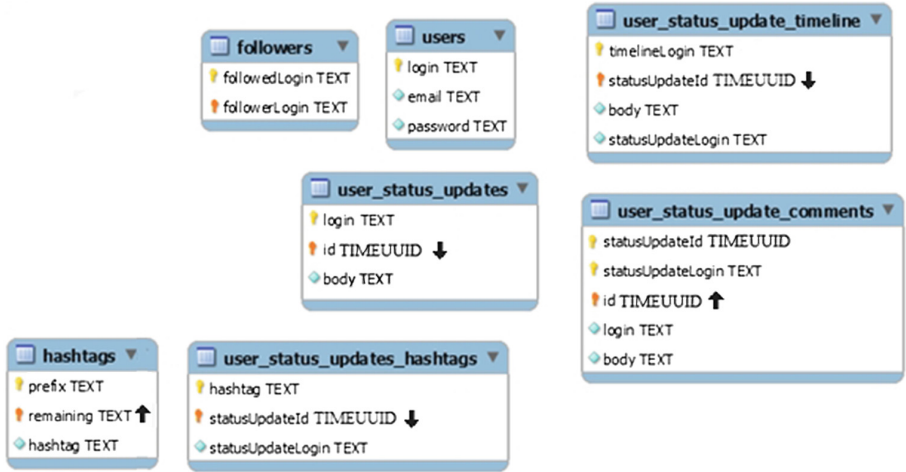 followers
followedLogin TEXT
followerLogin TEXT
users
login TEXT
email TEXT
password TEXT
user_status_update_timeline
timelineLogin TEXT
statusUpdateId TIMEUUID
body TEXT
statusUpdateLogin TEXT
user_status_updates
login TEXT
id TIMEUUID
body TEXT
user_status_update_comments
statusUpdateId TIMEUUID
statusUpdateLogin TEXT
id TIMEUUID
login TEXT
body TEXT
hashtags
prefix TEXT
remaining TEXT
hashtag TEXT
user_status_updates_hashtags
hashtag TEXT
statusUpdateId TIMEUUID
statusUpdateLogin TEXT